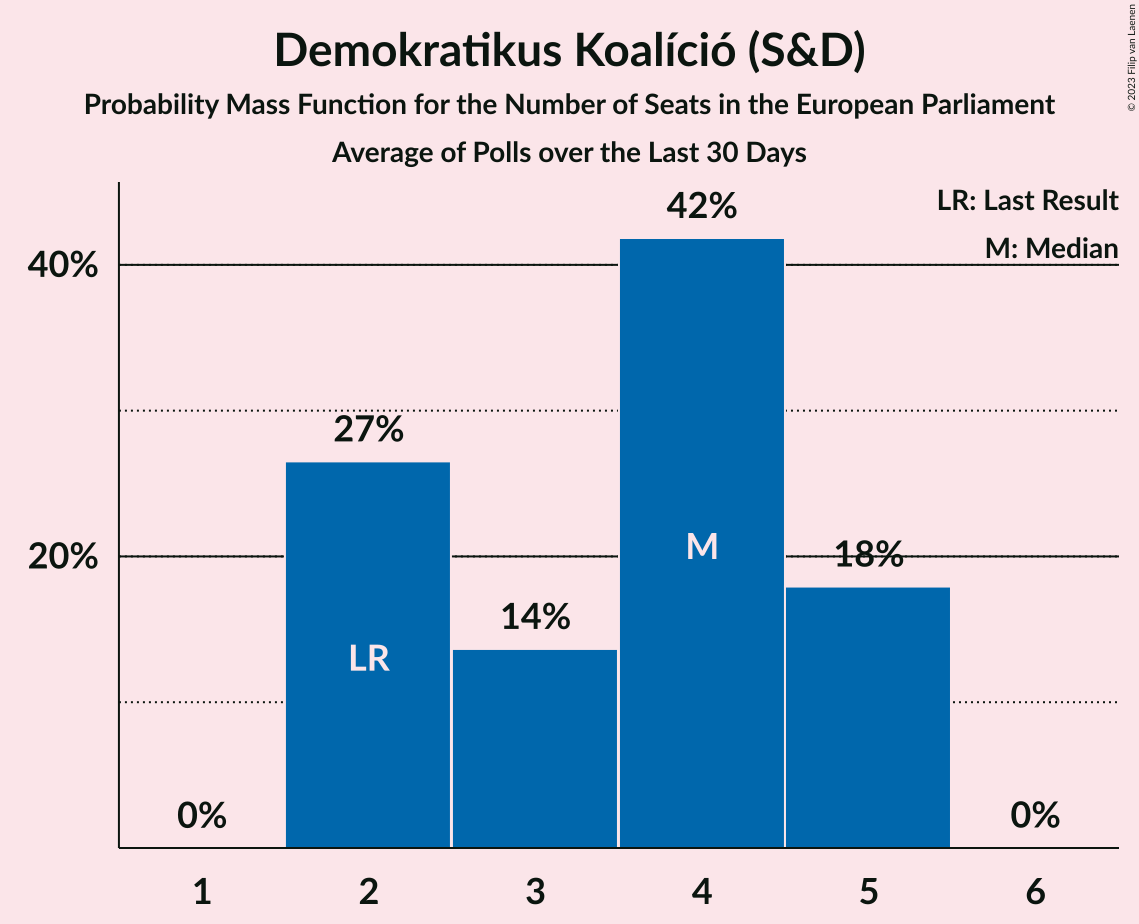 Demokratikus Koalíció (S&D)
Probability Mass Function for the Number of Seats in the European Parliament
Average of Polls over the Last 30 Days
© 2023 Filip van Laenen
LR: Last Result
M: Median
40%
20%
0%
27%
14%
42%
18%
0%
LR
M
1 2 3 4 5 6